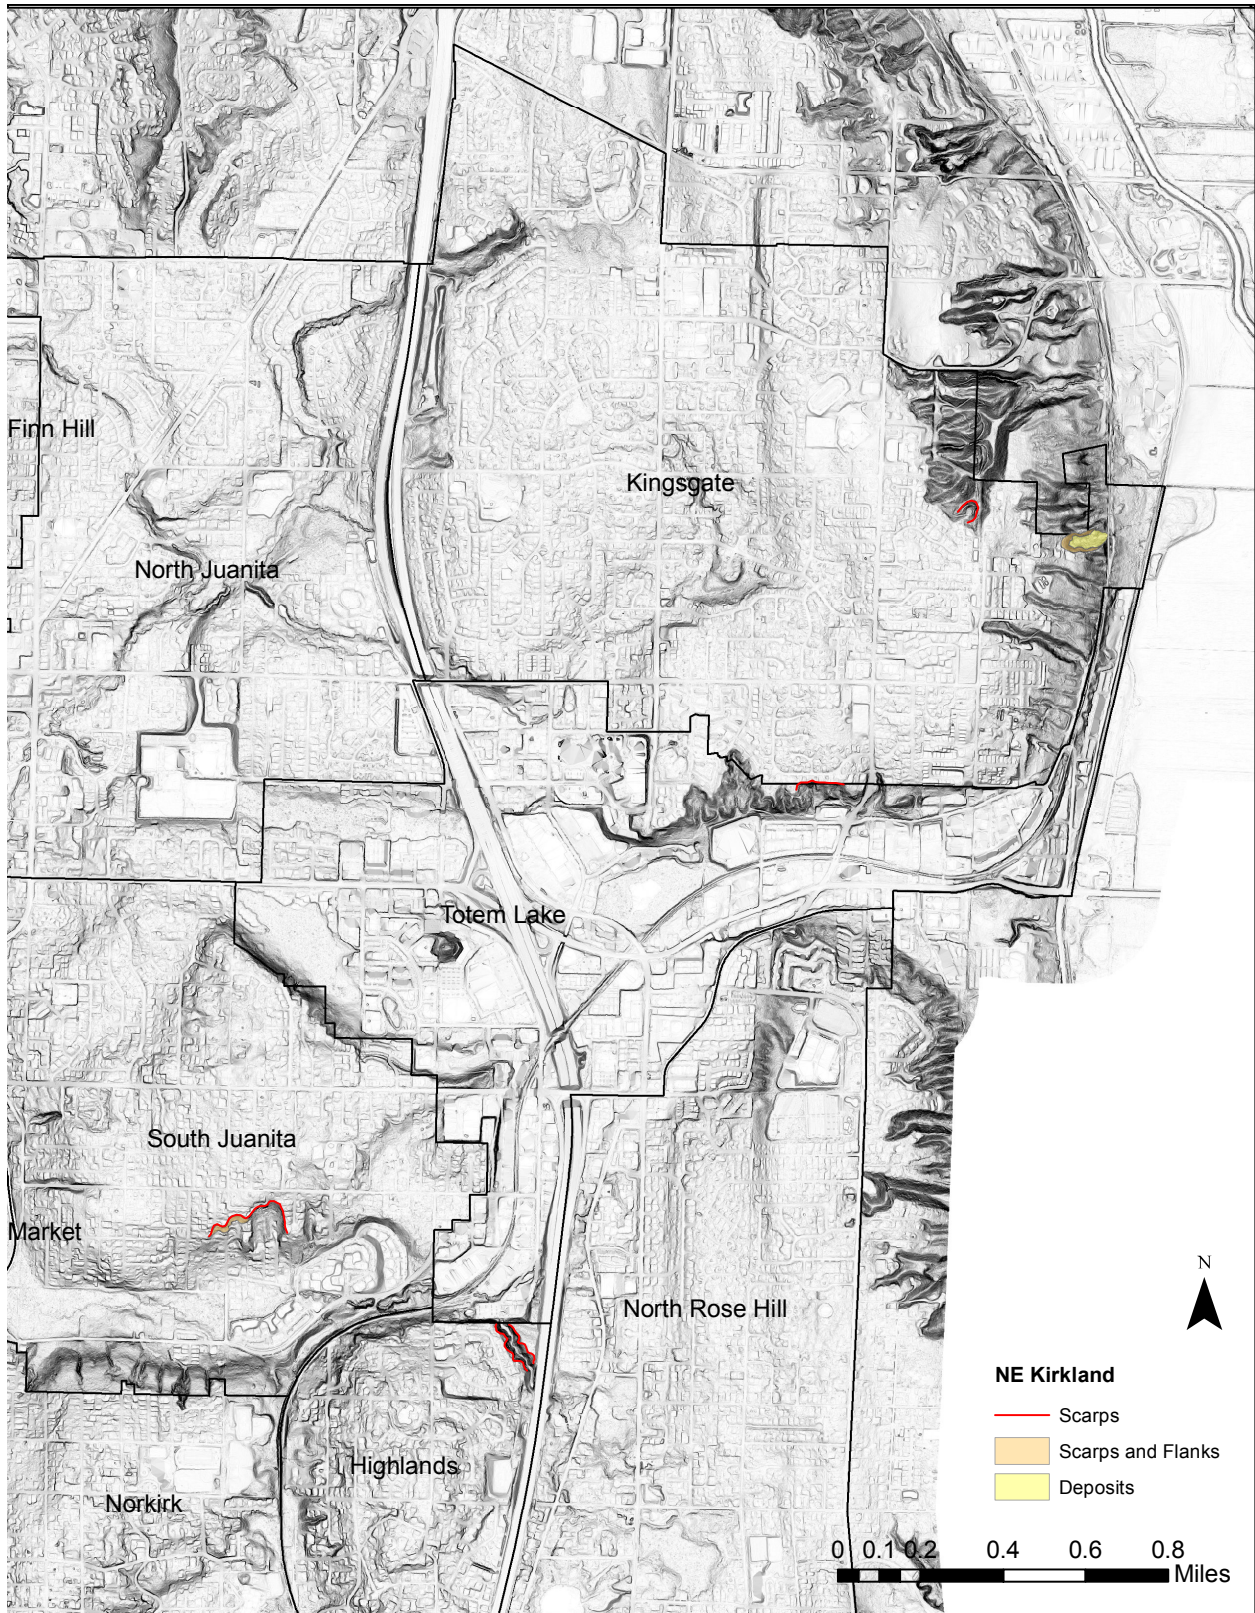 Finn Hill
Kingsgate
North Juanita
Totem Lake
South Juanita
Market
North Rose Hill
Highlands
Norkirk
N
NE Kirkland
Scarps
Scarps and Flanks
Deposits
0 0.1 0.2 0.4 0.6 0.8
Miles